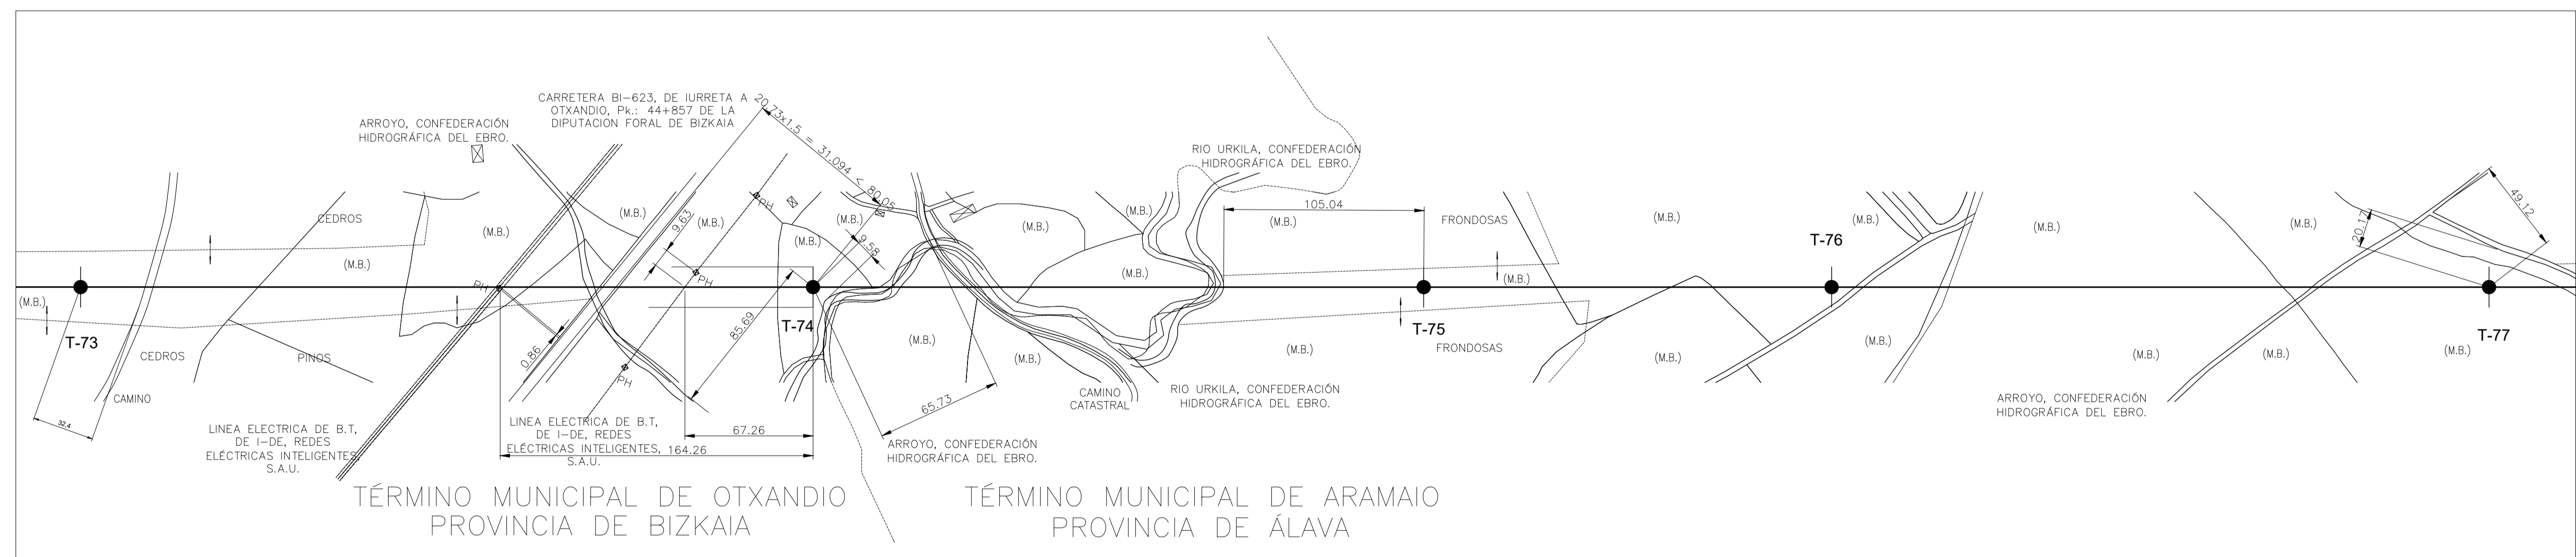 CARRETERA BI-623, DE IURRETA A
OTXANDIO, Pk.: 44+857 DE LA
DIPUTACION FORAL DE BIZKAIA
20.73x1.5 = 31.094 < 80.05
ARROYO, CONFEDERACIÓN
HIDROGRÁFICA DEL EBRO.
RIO URKILA, CONFEDERACIÓN
HIDROGRÁFICA DEL EBRO.
CEDROS
(M.B.)
(M.B.)
(M.B.)
(M.B.)
PH
9.63
(M.B.)
(M.B.)
9.58
(M.B.)
(M.B.)
(M.B.)
105.04
(M.B.)
FRONDOSAS
(M.B.)
(M.B.)
T-76
(M.B.)
(M.B.)
20.17
49.12
(M.B.)
PH
PH
(M.B.)
(M.B.)
T-73
T-74
T-75
T-77
CEDROS
PINOS
0.86
85.69
PH
(M.B.)
(M.B.)
(M.B.)
FRONDOSAS
(M.B.)
(M.B.)
(M.B.)
(M.B.)
(M.B.)
CAMINO
32.4
65.73
CAMINO
CATASTRAL
RIO URKILA, CONFEDERACIÓN
HIDROGRÁFICA DEL EBRO.
ARROYO, CONFEDERACIÓN
HIDROGRÁFICA DEL EBRO.
LINEA ELECTRICA DE B.T,
DE I-DE, REDES
ELÉCTRICAS INTELIGENTES,
S.A.U.
LINEA ELECTRICA DE B.T,
DE I-DE, REDES
ELÉCTRICAS INTELIGENTES,
S.A.U.
67.26
164.26
ARROYO, CONFEDERACIÓN
HIDROGRÁFICA DEL EBRO.
TÉRMINO MUNICIPAL DE OTXANDIO
PROVINCIA DE BIZKAIA
TÉRMINO MUNICIPAL DE ARAMAIO
PROVINCIA DE ÁLAVA